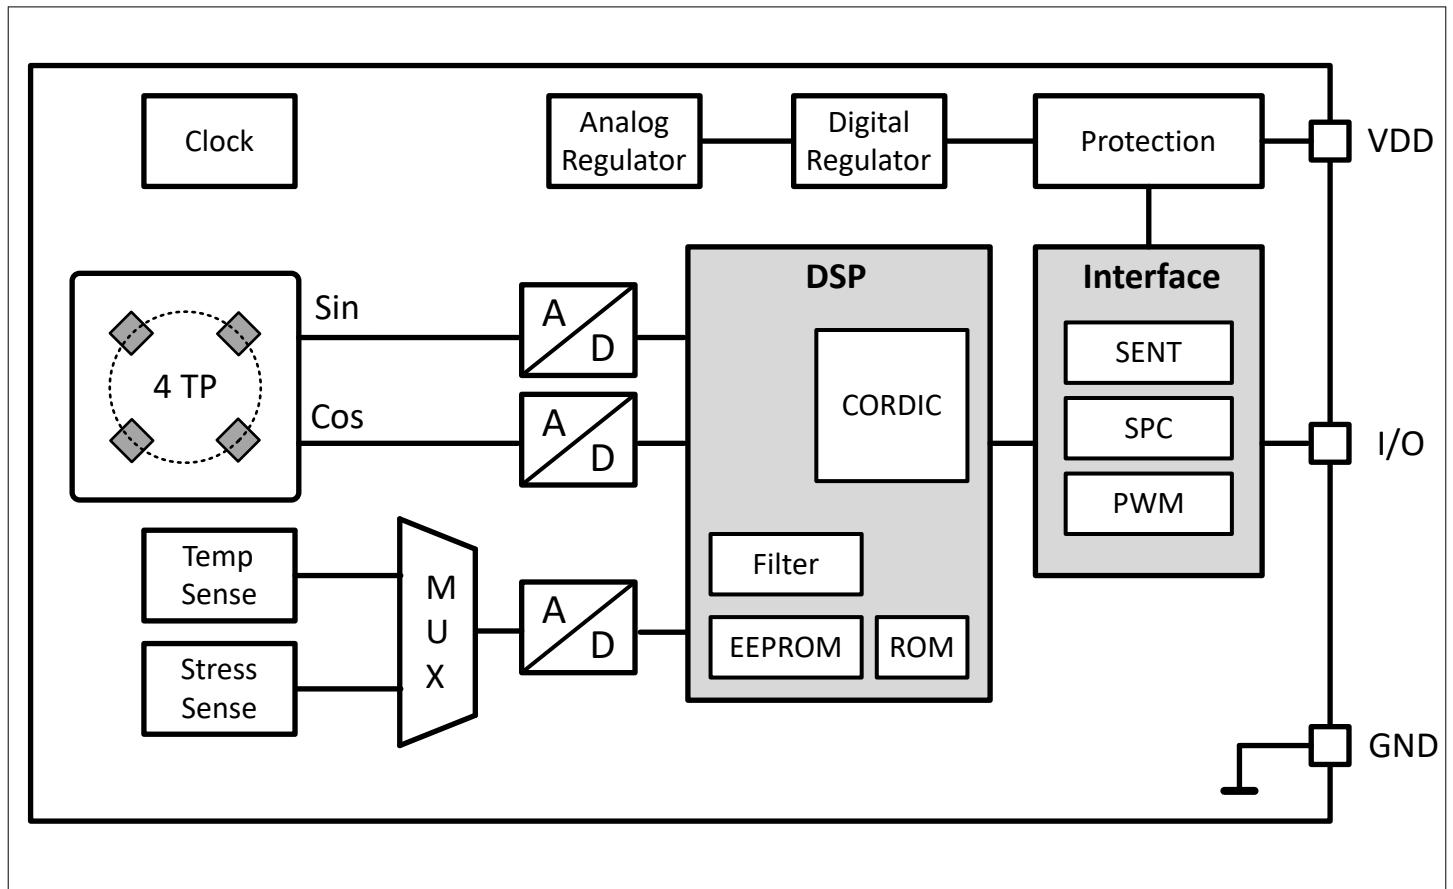 Clock
Analog
Regulator
Digital
Regulator
Protection
VDD
Sin
Cos
4 TP
A
D
A
D
DSP
CORDIC
Filter
EEPROM
ROM
Interface
SENT
SPC
PWM
I/O
Temp
Sense
Stress
Sense
M
U
X
A
D
GND